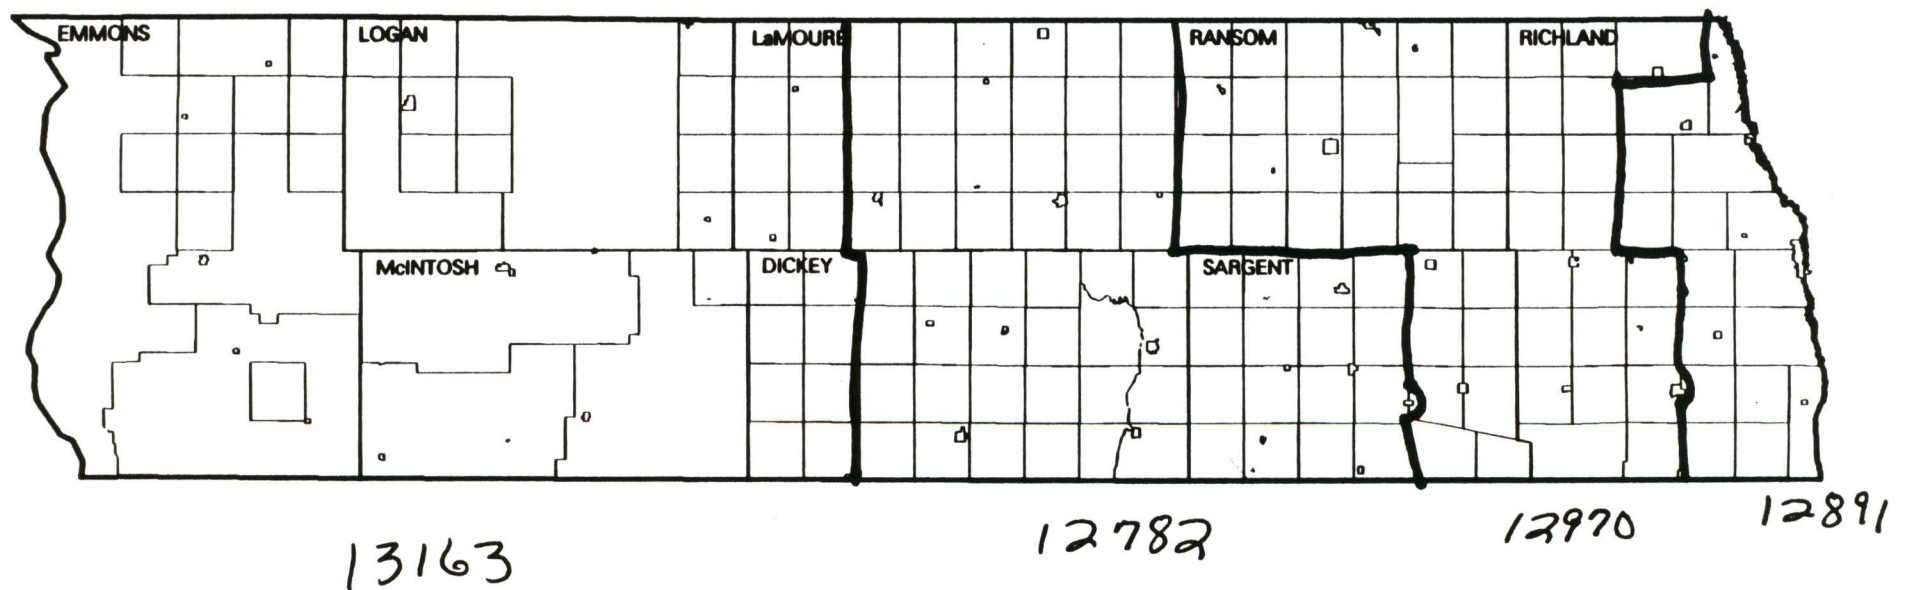 EMMONS LOGAN LaMOURE RANSOM RICHLAND
McINTOSH DICKEY SARGENT
13163 12782 12970 12891